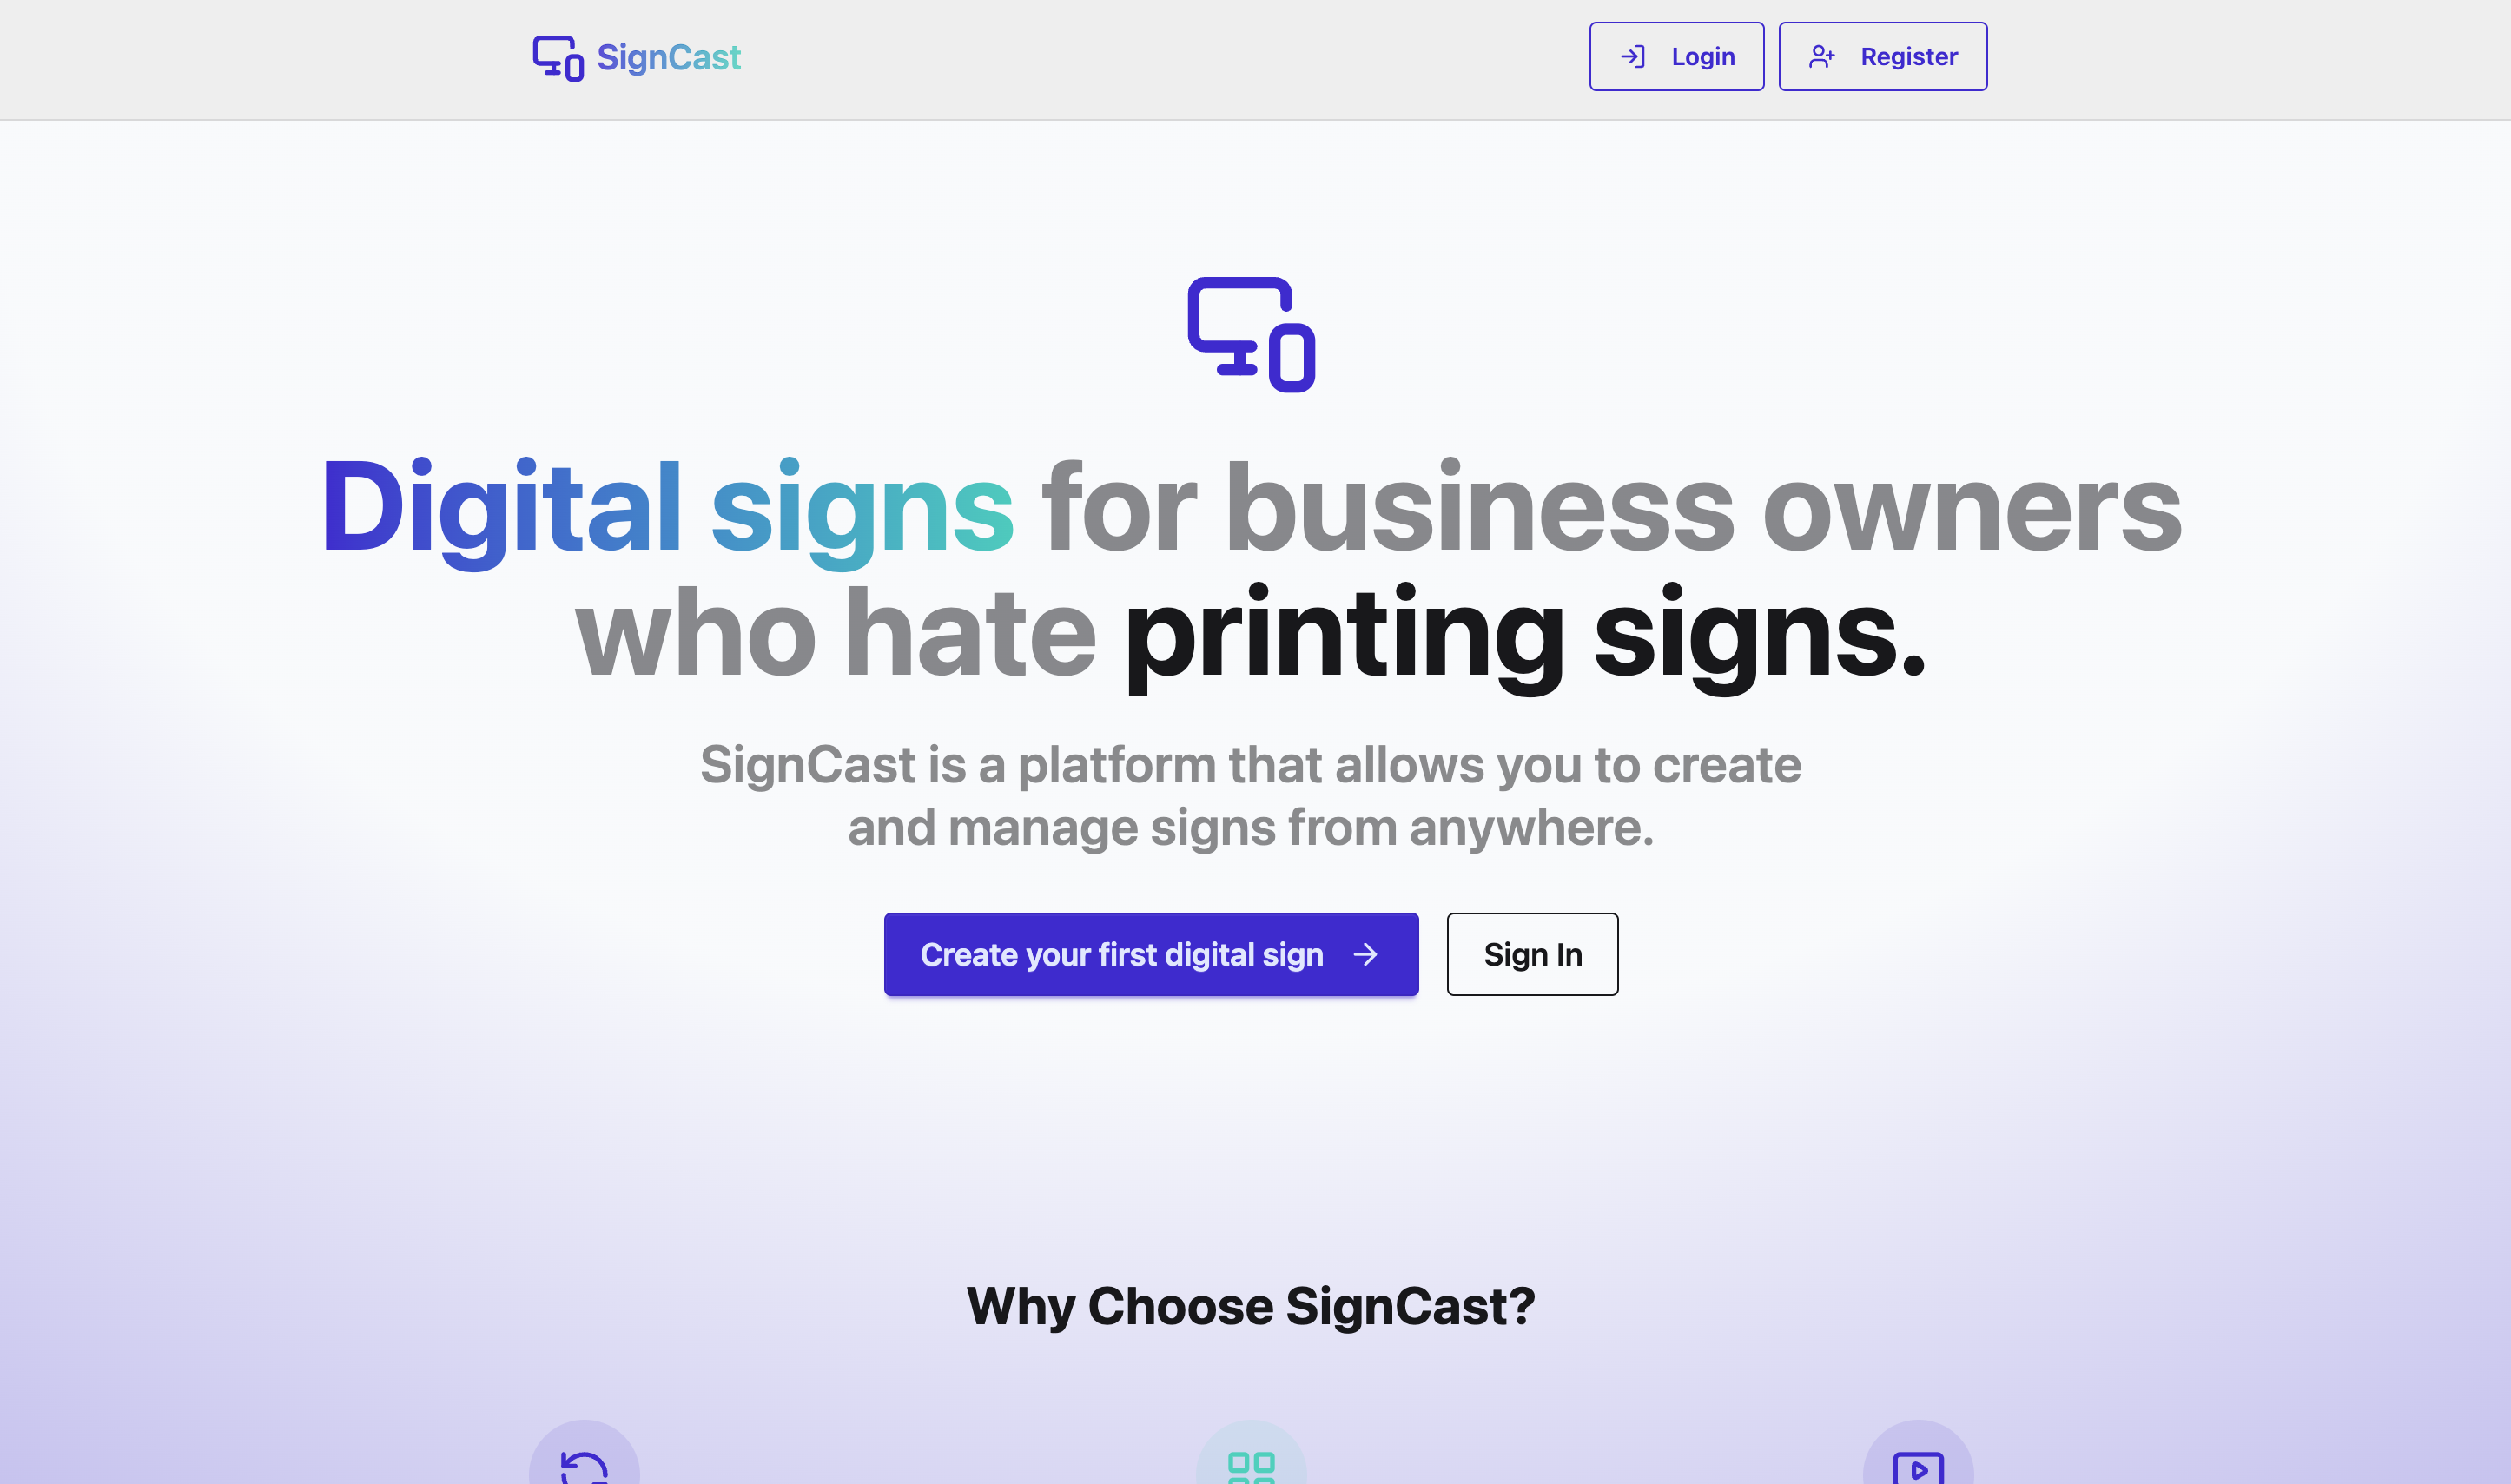 SignCast
Login
Register
Digital signs for business owners
who hate printing signs.
SignCast is a platform that allows you to create
and manage signs from anywhere.
Create your first digital sign
Sign In
Why Choose SignCast?